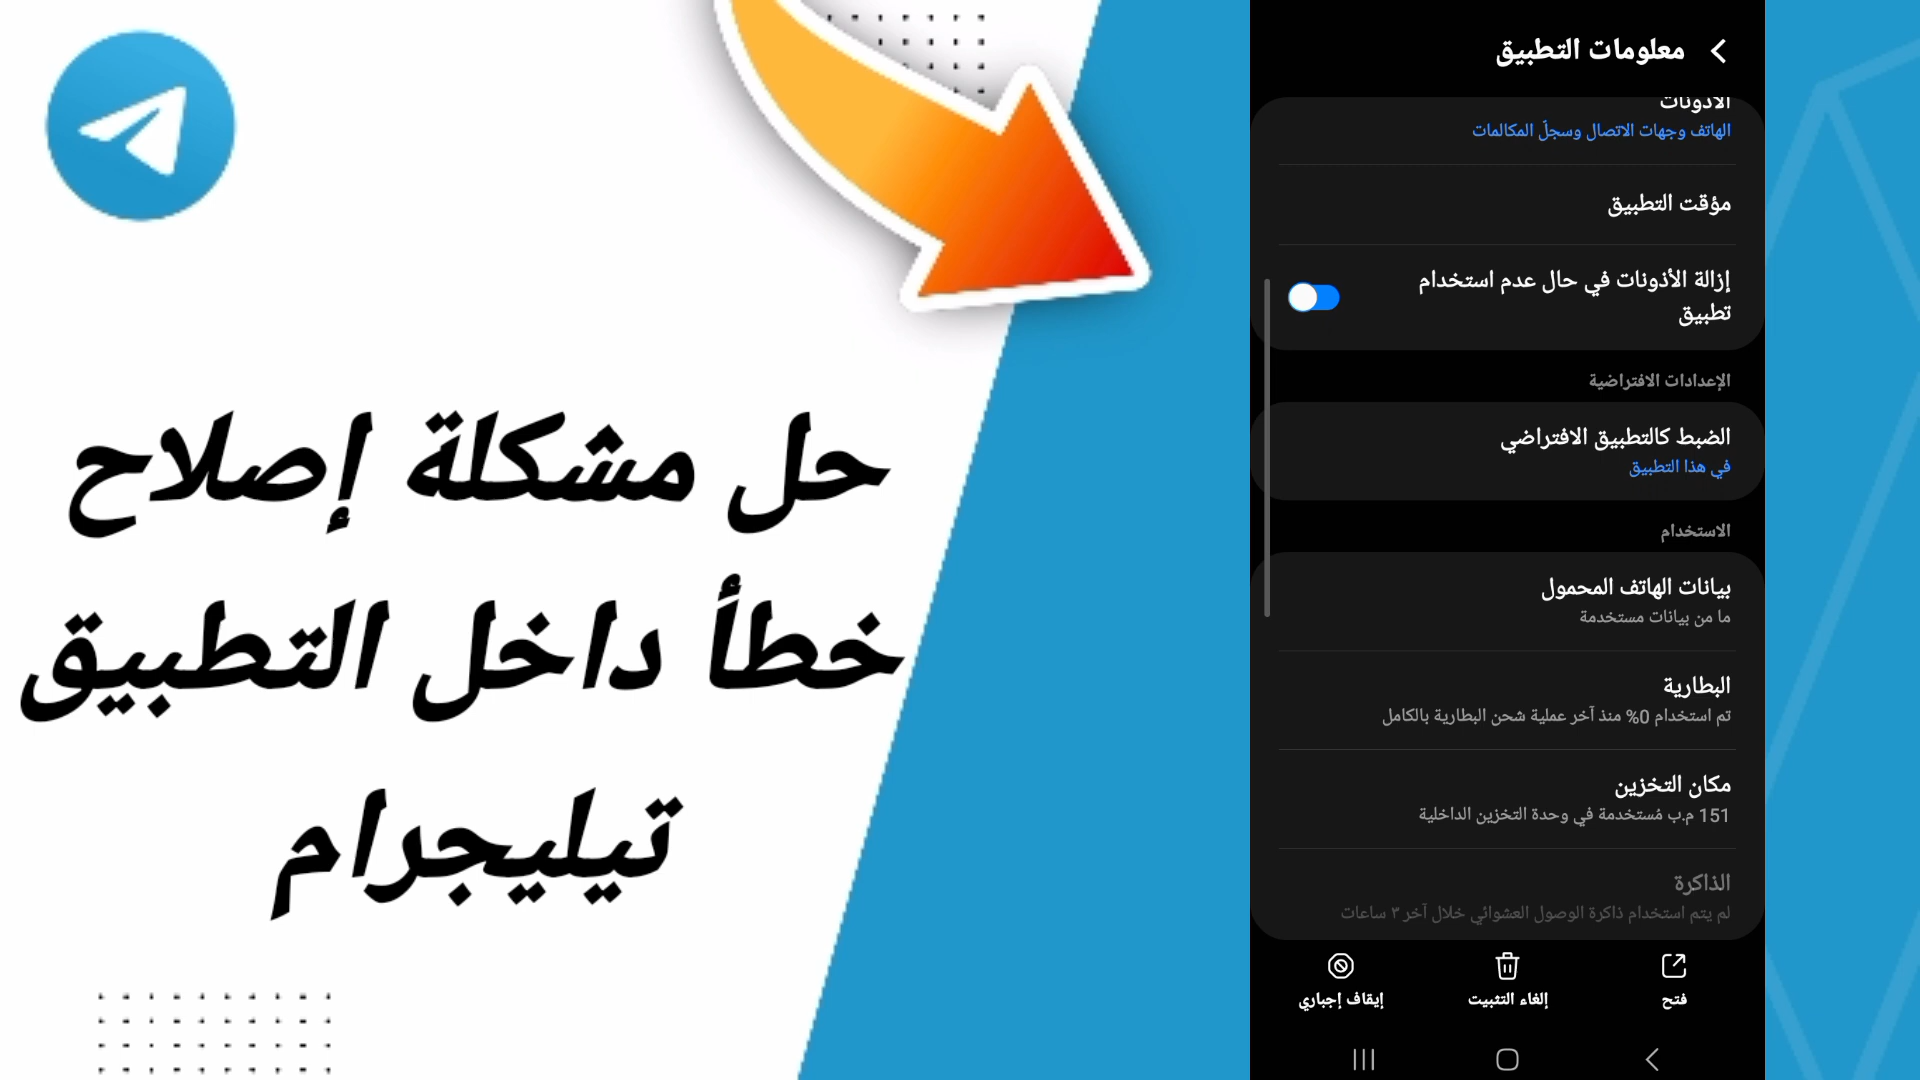 حل مشكلة إصلاح
خطأ داخل التطبيق
تيليجرام
معلومات التطبيق
الأذونات
الهاتف وجهات الاتصال وسجلّ المكالمات
مؤقت التطبيق
إزالة الأذونات في حال عدم استخدام
تطبيق
الإعدادات الافتراضية
الضبط كالتطبيق الافتراضي
في هذا التطبيق
الاستخدام
بيانات الهاتف المحمول
ما من بيانات مستخدمة
البطارية
تم استخدام 0% منذ آخر عملية شحن البطارية بالكامل
مكان التخزين
151 م.ب مُستخدمة في وحدة التخزين الداخلية
الذاكرة
لم يتم استخدام ذاكرة الوصول العشوائي خلال آخر ٣ ساعات
فتح
إلغاء التثبيت
إيقاف إجباري